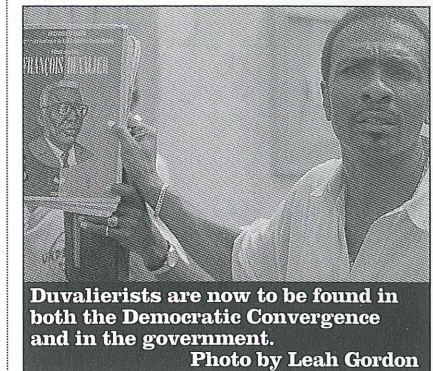 FRANÇOIS DUVALIER
Duvalierists are now to be found in
both the Democratic Convergence
and in the government.
Photo by Leah Gordon